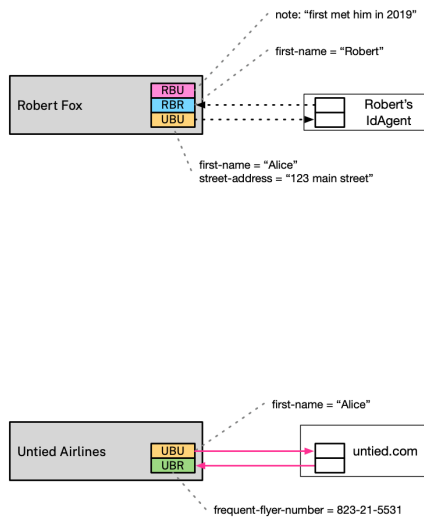 note: “first met him in 2019”
first-name = “Robert”
RBU
Robert Fox
RBR
Robert's
UBU
IdAgent
first-name = “Alice”
street-address = “123 main street”
first-name = “Alice”
Untied Airlines
UBU
untied.com
UBR
frequent-flyer-number = 823-21-5531